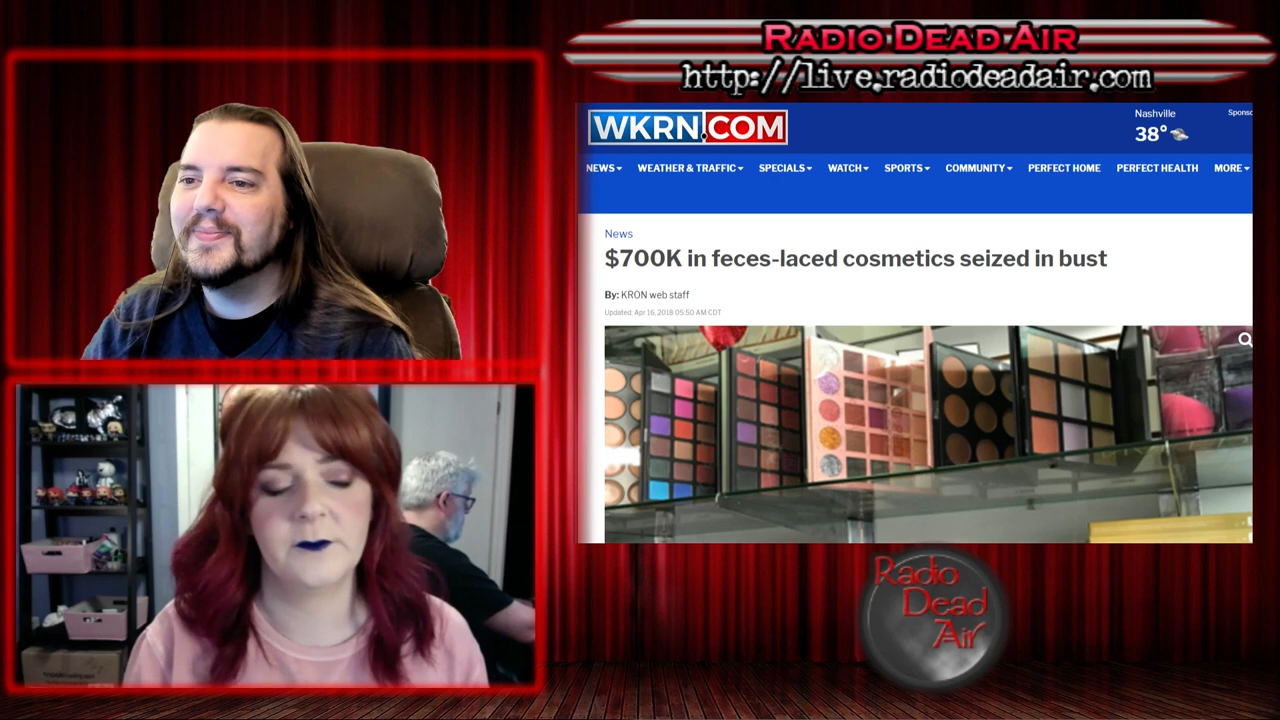 Radio Dead Air
http://live.radiodeadair.com
WKRN.COM
Nashville
Sponso
38°
NEWS
WEATHER & TRAFFIC
SPECIALS
WATCH
SPORTS
COMMUNITY
PERFECT HOME
PERFECT HEALTH
MORE
News
$700K in feces-laced cosmetics seized in bust
By: KRON web staff
Updated: Apr 16, 2018 05:50 AM CDT
Radio
Dead
Air